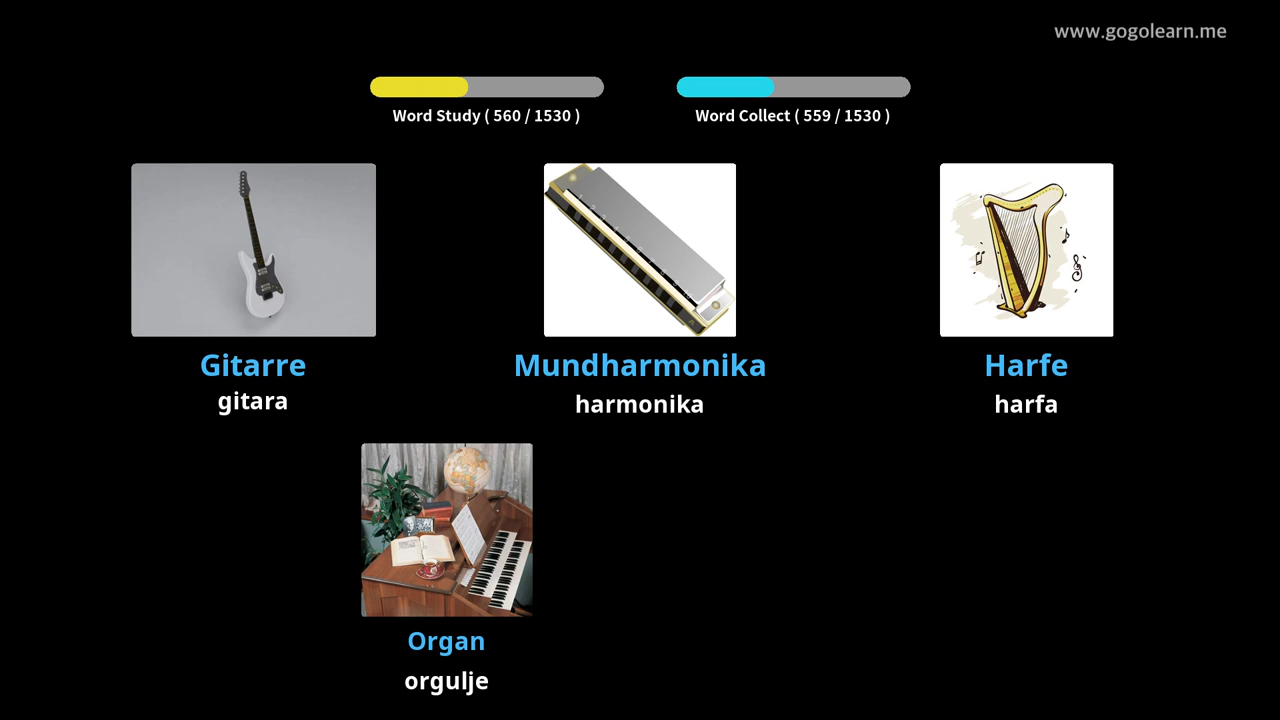 www.gogolearn.me
Word Study ( 560 / 1530 )
Word Collect ( 559 / 1530 )
Gitarre
gitara
Mundharmonika
harmonika
Harfe
harfa
Organ
orgulje